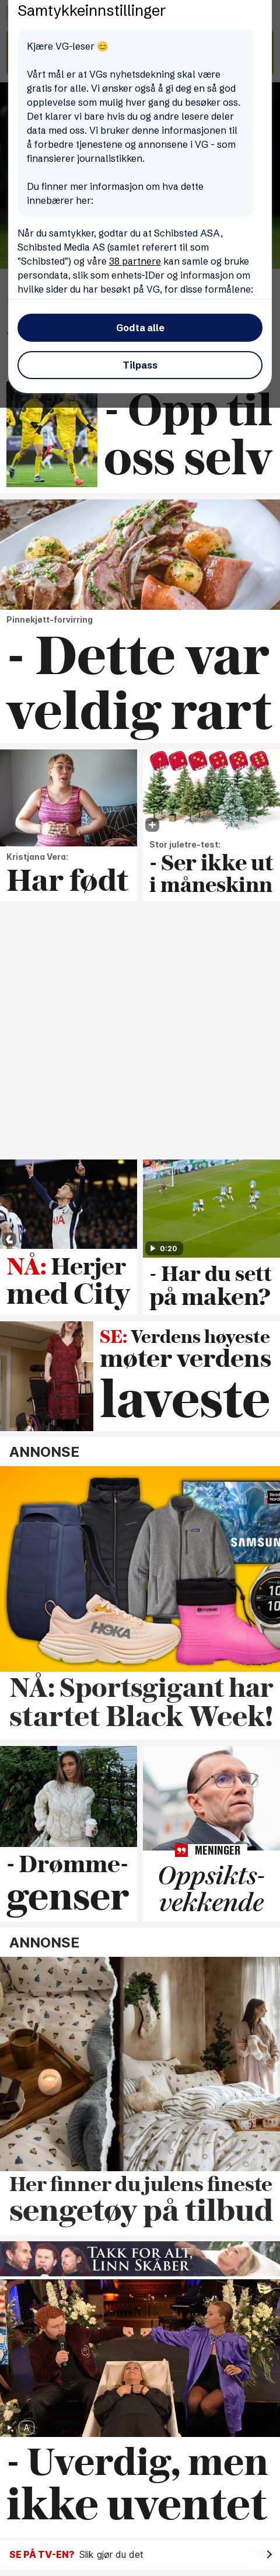 Samtykkeinnstillinger
Kjære VG-leser 😊
Vårt mål er at VGs nyhetsdekning skal være
gratis for alle. Vi ønsker også å gi deg en så god
opplevelse som mulig hver gang du besøker oss.
Det klarer vi bare hvis du og andre lesere deler
data med oss. Vi bruker denne informasjonen til
å forbedre tjenestene og annonsene i VG - som
finansierer journalistikken.
Du finner mer informasjon om hva dette
innebærer her:
Når du samtykker, godtar du at Schibsted ASA,
Schibsted Media AS (samlet referert til som
"Schibsted") og våre 38 partnere kan samle og bruke
persondata, slik som enhets-IDer og informasjon om
hvilke sider du har besøkt på VG, for disse formålene:
Godta alle
Tilpass
- Opp til
oss selv
Pinnekjøtt-forvirring
- Dette var
veldig rart
Kristjana Vera:
Har født
Stor juletre-test:
- Ser ikke ut
i måneskinn
NÅ: Herjer
med City
0:20
- Har du sett
på maken?
SE: Verdens høyeste
møter verdens
laveste
ANNONSE
SAMSUNG
HOKA
NÅ: Sportsgigant har
startet Black Week!
- Drømme-
genser
MENINGER
Oppsikts-
vekkende
ANNONSE
Her finner du julens fineste
sengetøy på tilbud
TAKK FOR ALT,
LINN SKÅBER
- Uverdig, men
ikke uventet
SE PÅ TV-EN? Slik gjør du det